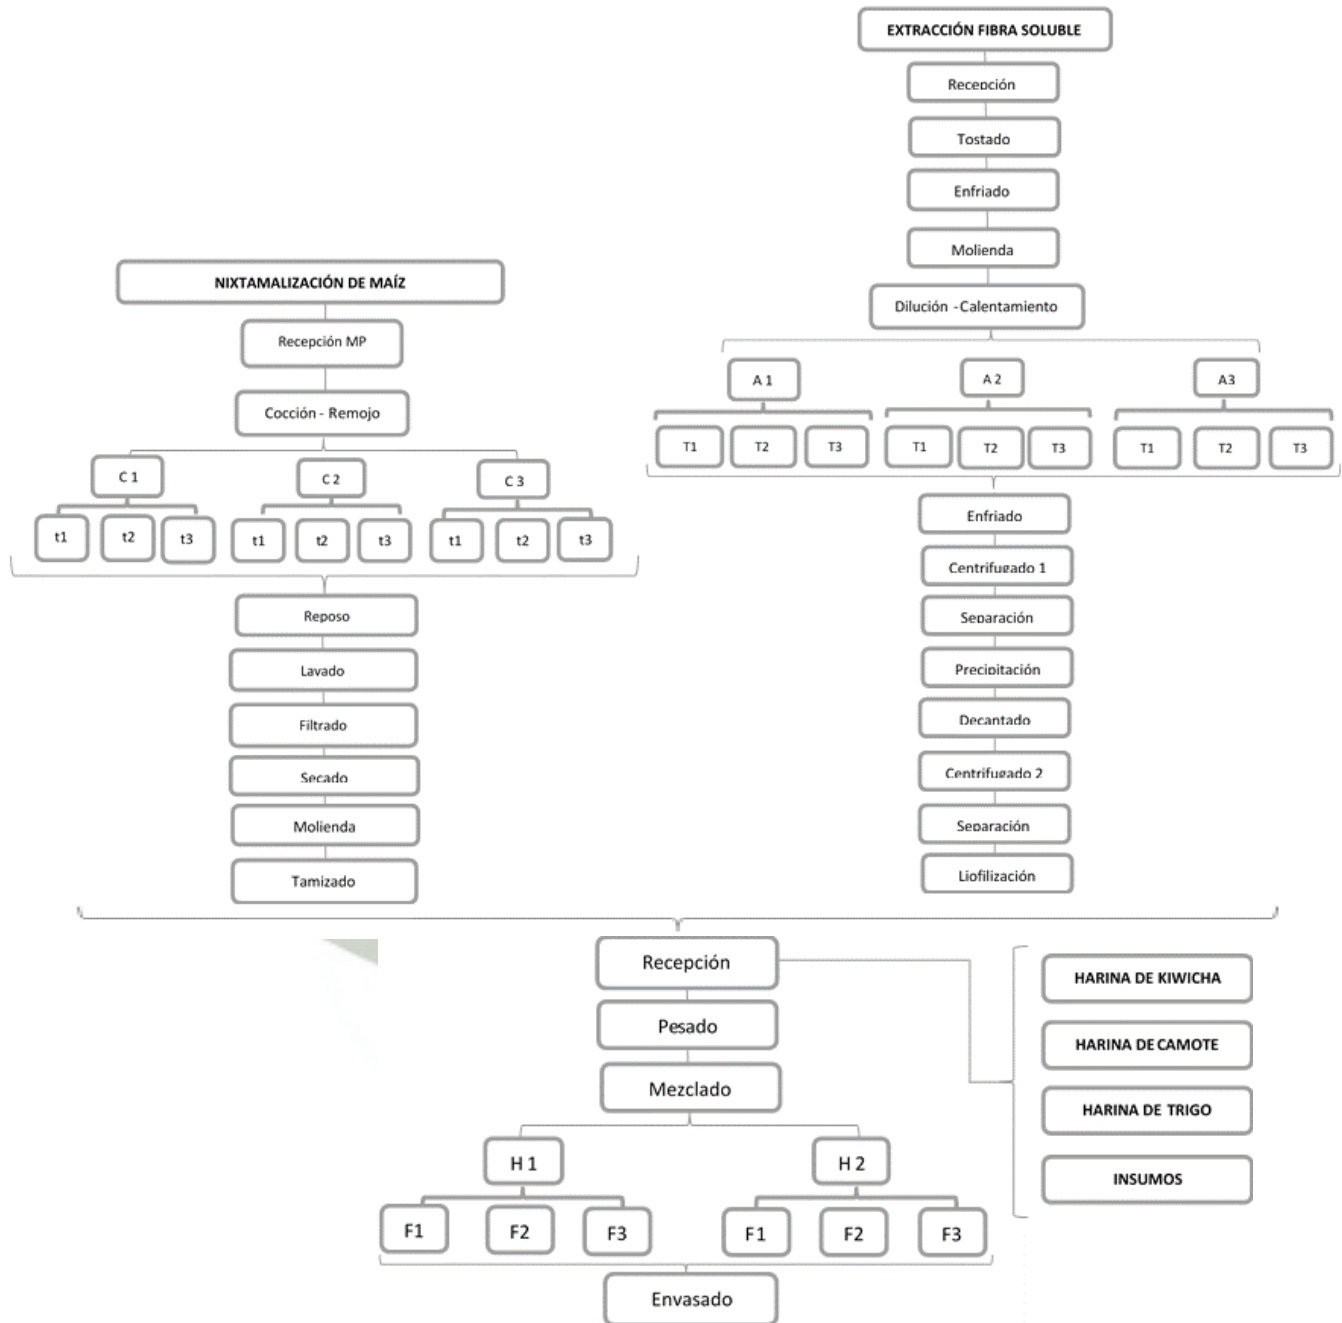 EXTRACCIÓN FIBRA SOLUBLE
Recepción
Tostado
Enfriado
Molienda
Dilución - Calentamiento
A 1
A 2
A3
T1
T2
T3
T1
T2
T3
T1
T2
T3
Enfriado
Centrifugado 1
Separación
Precipitación
Decantado
Centrifugado 2
Separación
Liofilización
NIXTAMALIZACIÓN DE MAÍZ
Recepción MP
Cocción - Remojo
C 1
C 2
C 3
t1
t2
t3
t1
t2
t3
t1
t2
t3
Reposo
Lavado
Filtrado
Secado
Molienda
Tamizado
Recepción
Pesado
Mezclado
H 1
H 2
F1
F2
F3
F1
F2
F3
Envasado
HARINA DE KIWICHA
HARINA DE CAMOTE
HARINA DE TRIGO
INSUMOS